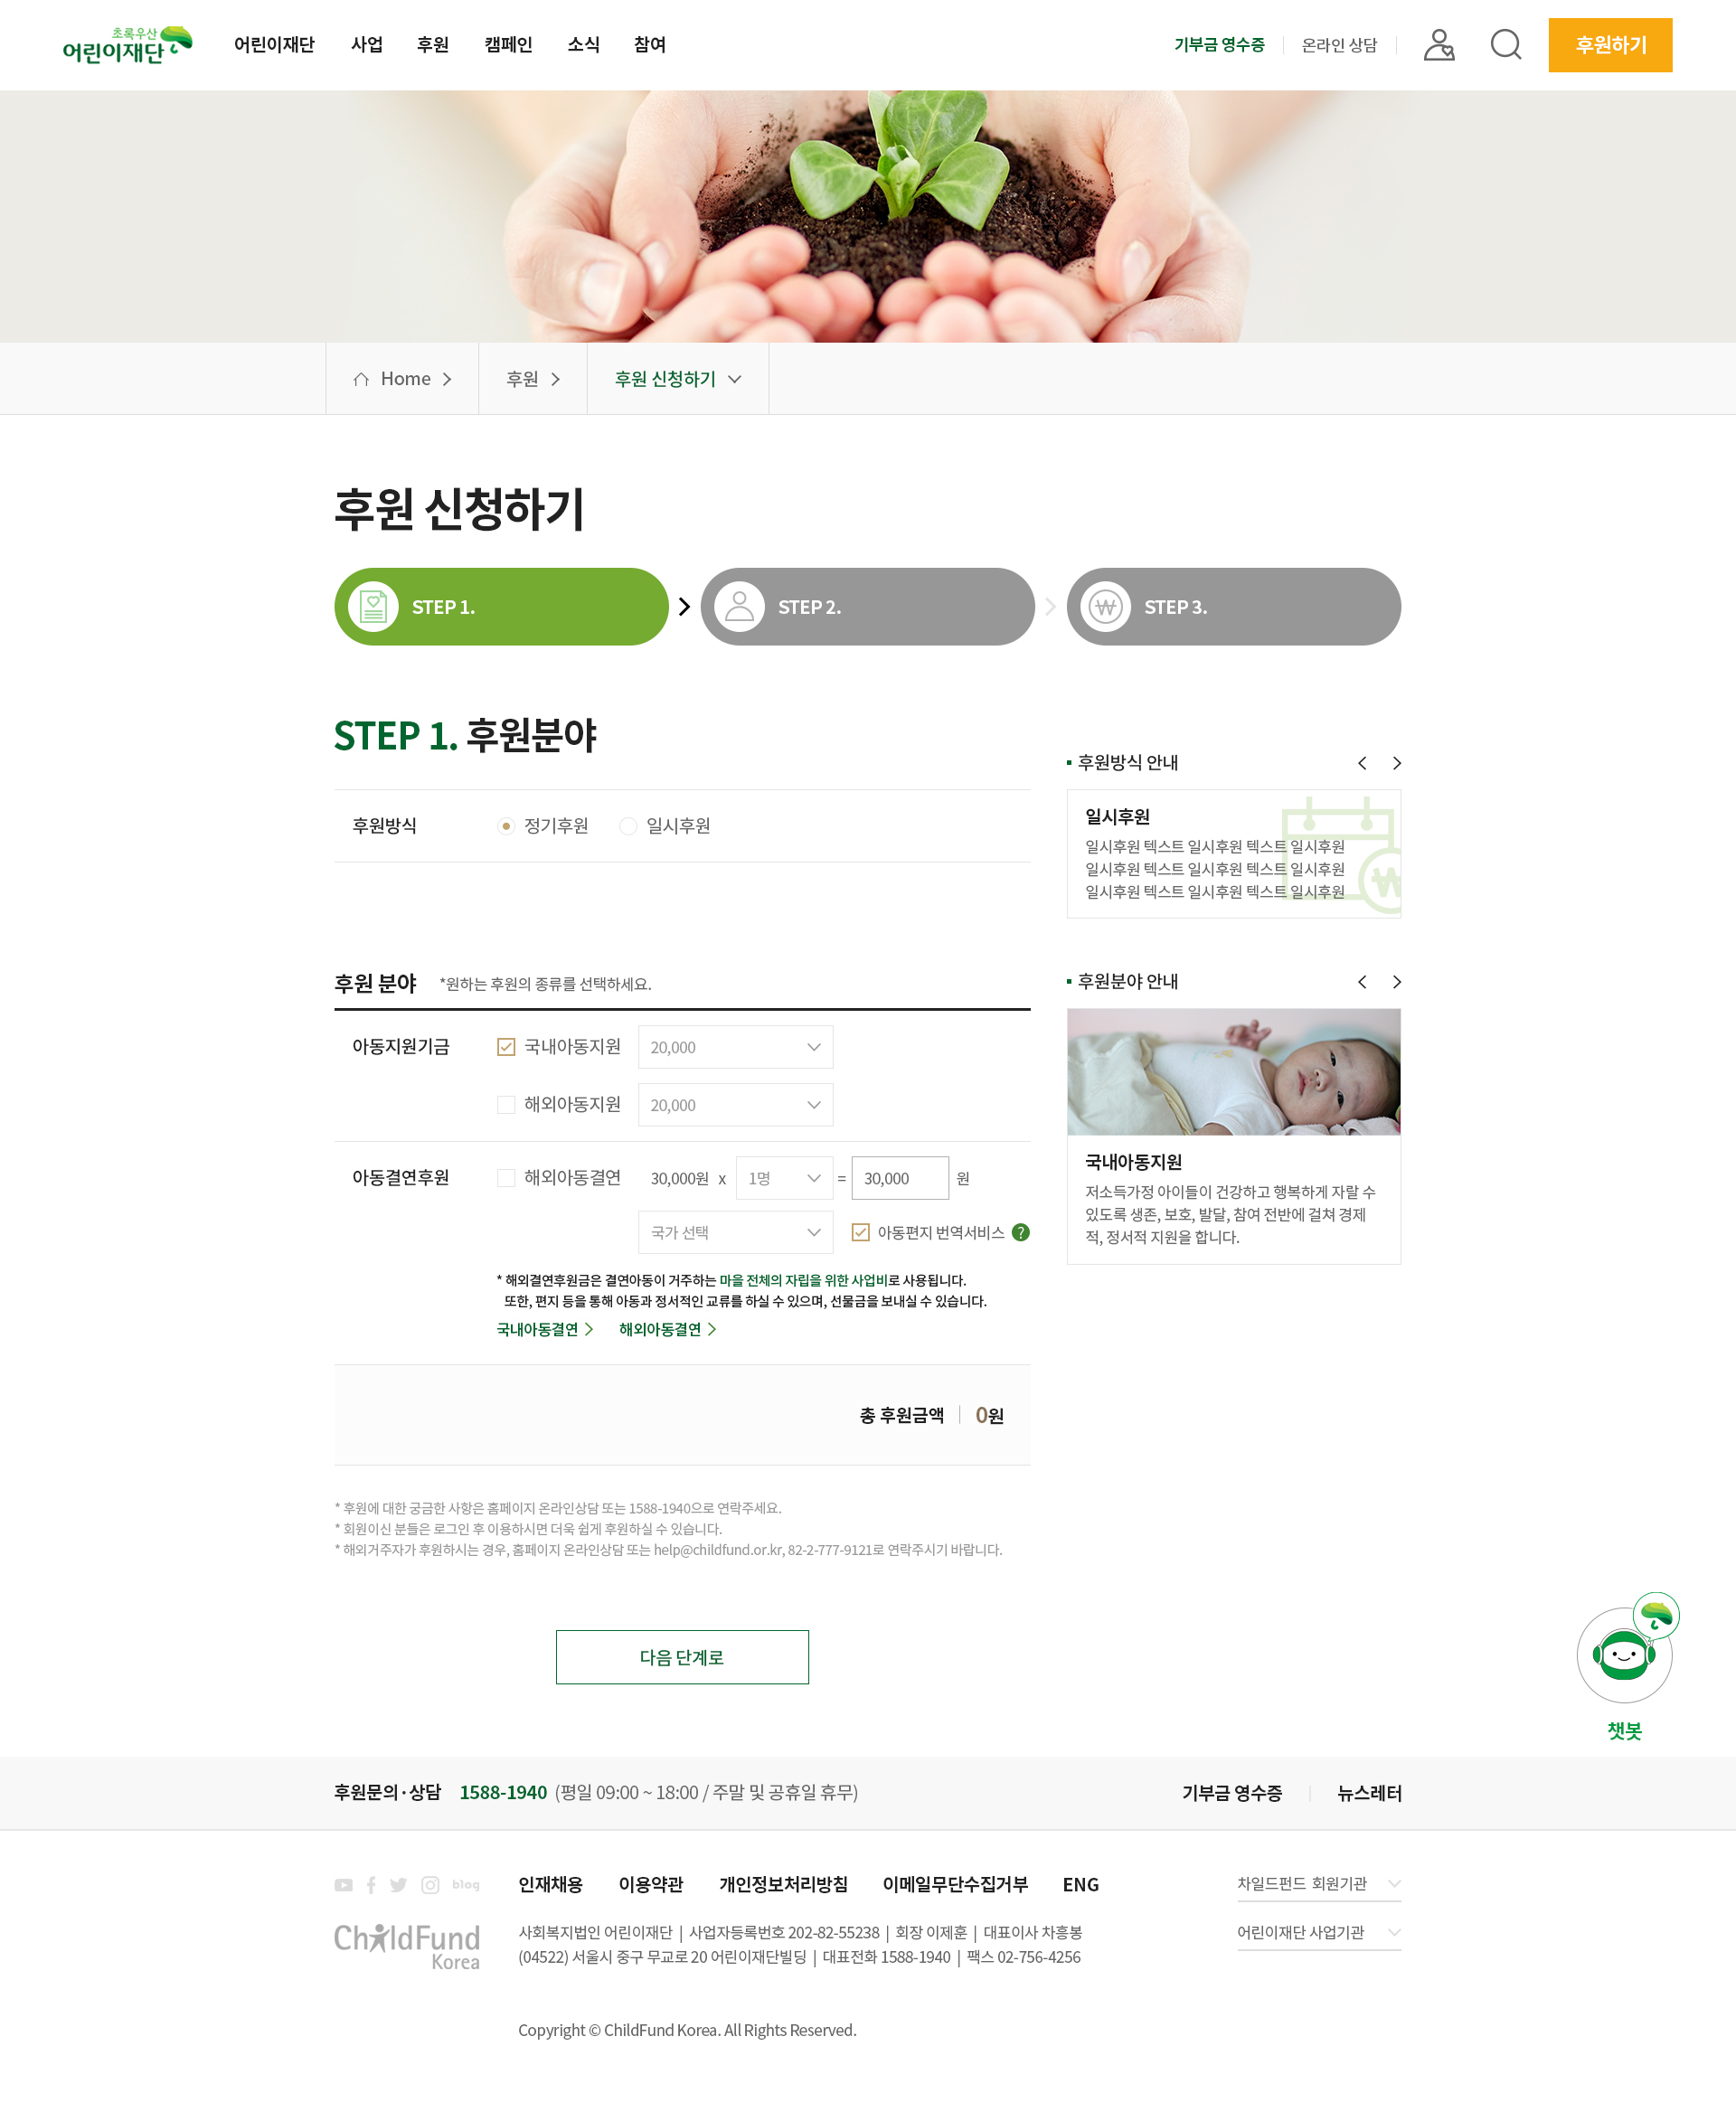 초록우산
어린이재단
어린이재단 사업 후원 캠페인 소식 참여
기부금 영수증 온라인 상담 후원하기
Home 후원 후원 신청하기
후원 신청하기
STEP 1. STEP 2. STEP 3.
STEP 1. 후원분야
후원방식 정기후원 일시후원
후원방식 안내
일시후원
일시후원 텍스트 일시후원 텍스트 일시후원
일시후원 텍스트 일시후원 텍스트 일시후원
일시후원 텍스트 일시후원 텍스트 일시후원
후원 분야 *원하는 후원의 종류를 선택하세요.
아동지원기금 국내아동지원 20,000
해외아동지원 20,000
아동결연후원 해외아동결연 30,000원 x 1명 = 30,000 원
국가 선택 아동편지 번역서비스 ?
* 해외결연후원금은 결연아동이 거주하는 마을 전체의 자립을 위한 사업비로 사용됩니다.
또한, 편지 등을 통해 아동과 정서적인 교류를 하실 수 있으며, 선물금을 보내실 수 있습니다.
국내아동결연 해외아동결연
총 후원금액 0원
후원분야 안내
국내아동지원
저소득가정 아이들이 건강하고 행복하게 자랄 수
있도록 생존, 보호, 발달, 참여 전반에 걸쳐 경제
적, 정서적 지원을 합니다.
* 후원에 대한 궁금한 사항은 홈페이지 온라인상담 또는 1588-1940으로 연락주세요.
* 회원이신 분들은 로그인 후 이용하시면 더욱 쉽게 후원하실 수 있습니다.
* 해외거주자가 후원하시는 경우, 홈페이지 온라인상담 또는 help@childfund.or.kr, 82-2-777-9121로 연락주시기 바랍니다.
다음 단계로
챗봇
후원문의·상담 1588-1940 (평일 09:00 ~ 18:00 / 주말 및 공휴일 휴무)
기부금 영수증 뉴스레터
blog
인재채용 이용약관 개인정보처리방침 이메일무단수집거부 ENG
차일드펀드 회원기관
ChildFund
Korea
사회복지법인 어린이재단 | 사업자등록번호 202-82-55238 | 회장 이제훈 | 대표이사 차흥봉
(04522) 서울시 중구 무교로 20 어린이재단빌딩 | 대표전화 1588-1940 | 팩스 02-756-4256
어린이재단 사업기관
Copyright © ChildFund Korea. All Rights Reserved.